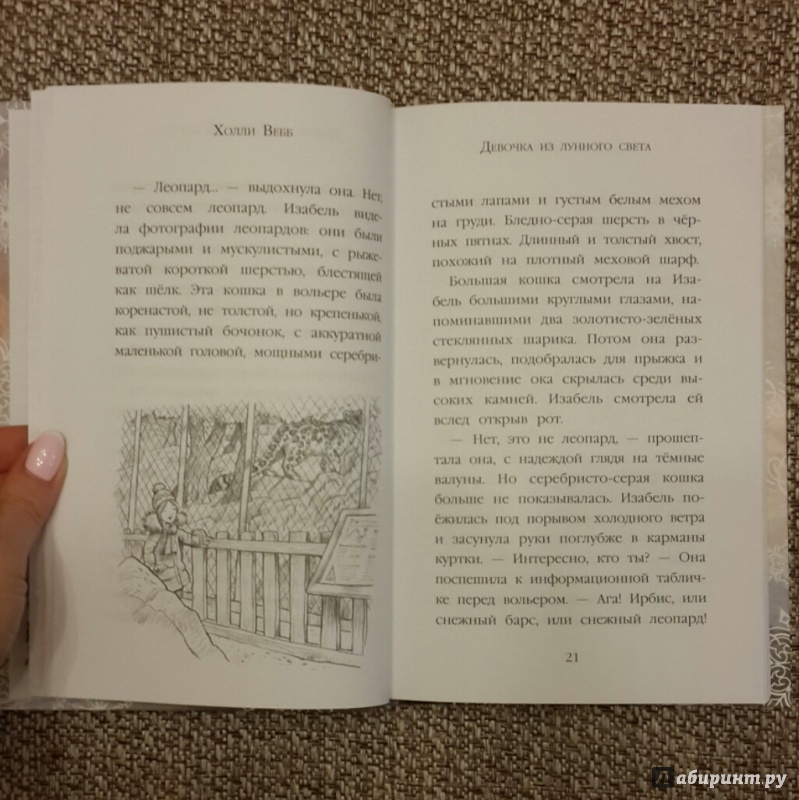 Холли Вебб
— Леопард... — выдохнула она. Нет,
не совсем леопард. Изабель виде-
ла фотографии леопардов: они были
поджарыми и мускулистыми, с рыже-
ватой короткой шерстью, блестящей
как шёлк. Эта кошка в вольере была
коренастой, не толстой, но крепенькой,
как пушистый бочонок, с аккуратной
маленькой головой, мощными серебри-
Девочка из лунного света
стыми лапами и густым белым мехом
на груди. Бледно-серая шерсть в чёр-
ных пятнах. Длинный и толстый хвост,
похожий на плотный меховой шарф.
Большая кошка смотрела на Иза-
бель большими круглыми глазами, на-
поминавшими два золотисто-зелёных
стеклянных шарика. Потом она раз-
вернулась, подобралась для прыжка и
в мгновение ока скрылась среди вы-
соких камней. Изабель смотрела ей
вслед открыв рот.
— Нет, это не леопард, — прошеп-
тала она, с надеждой глядя на тёмные
валуны. Но серебристо-серая кошка
больше не показывалась. Изабель по-
ёжилась под порывом холодного ветра
и засунула руки поглубже в карманы
куртки. — Интересно, кто ты? — Она
поспешила к информационной таблич-
ке перед вольером. — Ага! Ирбис, или
снежный барс, или снежный леопард!
21
Лабиринт.ру